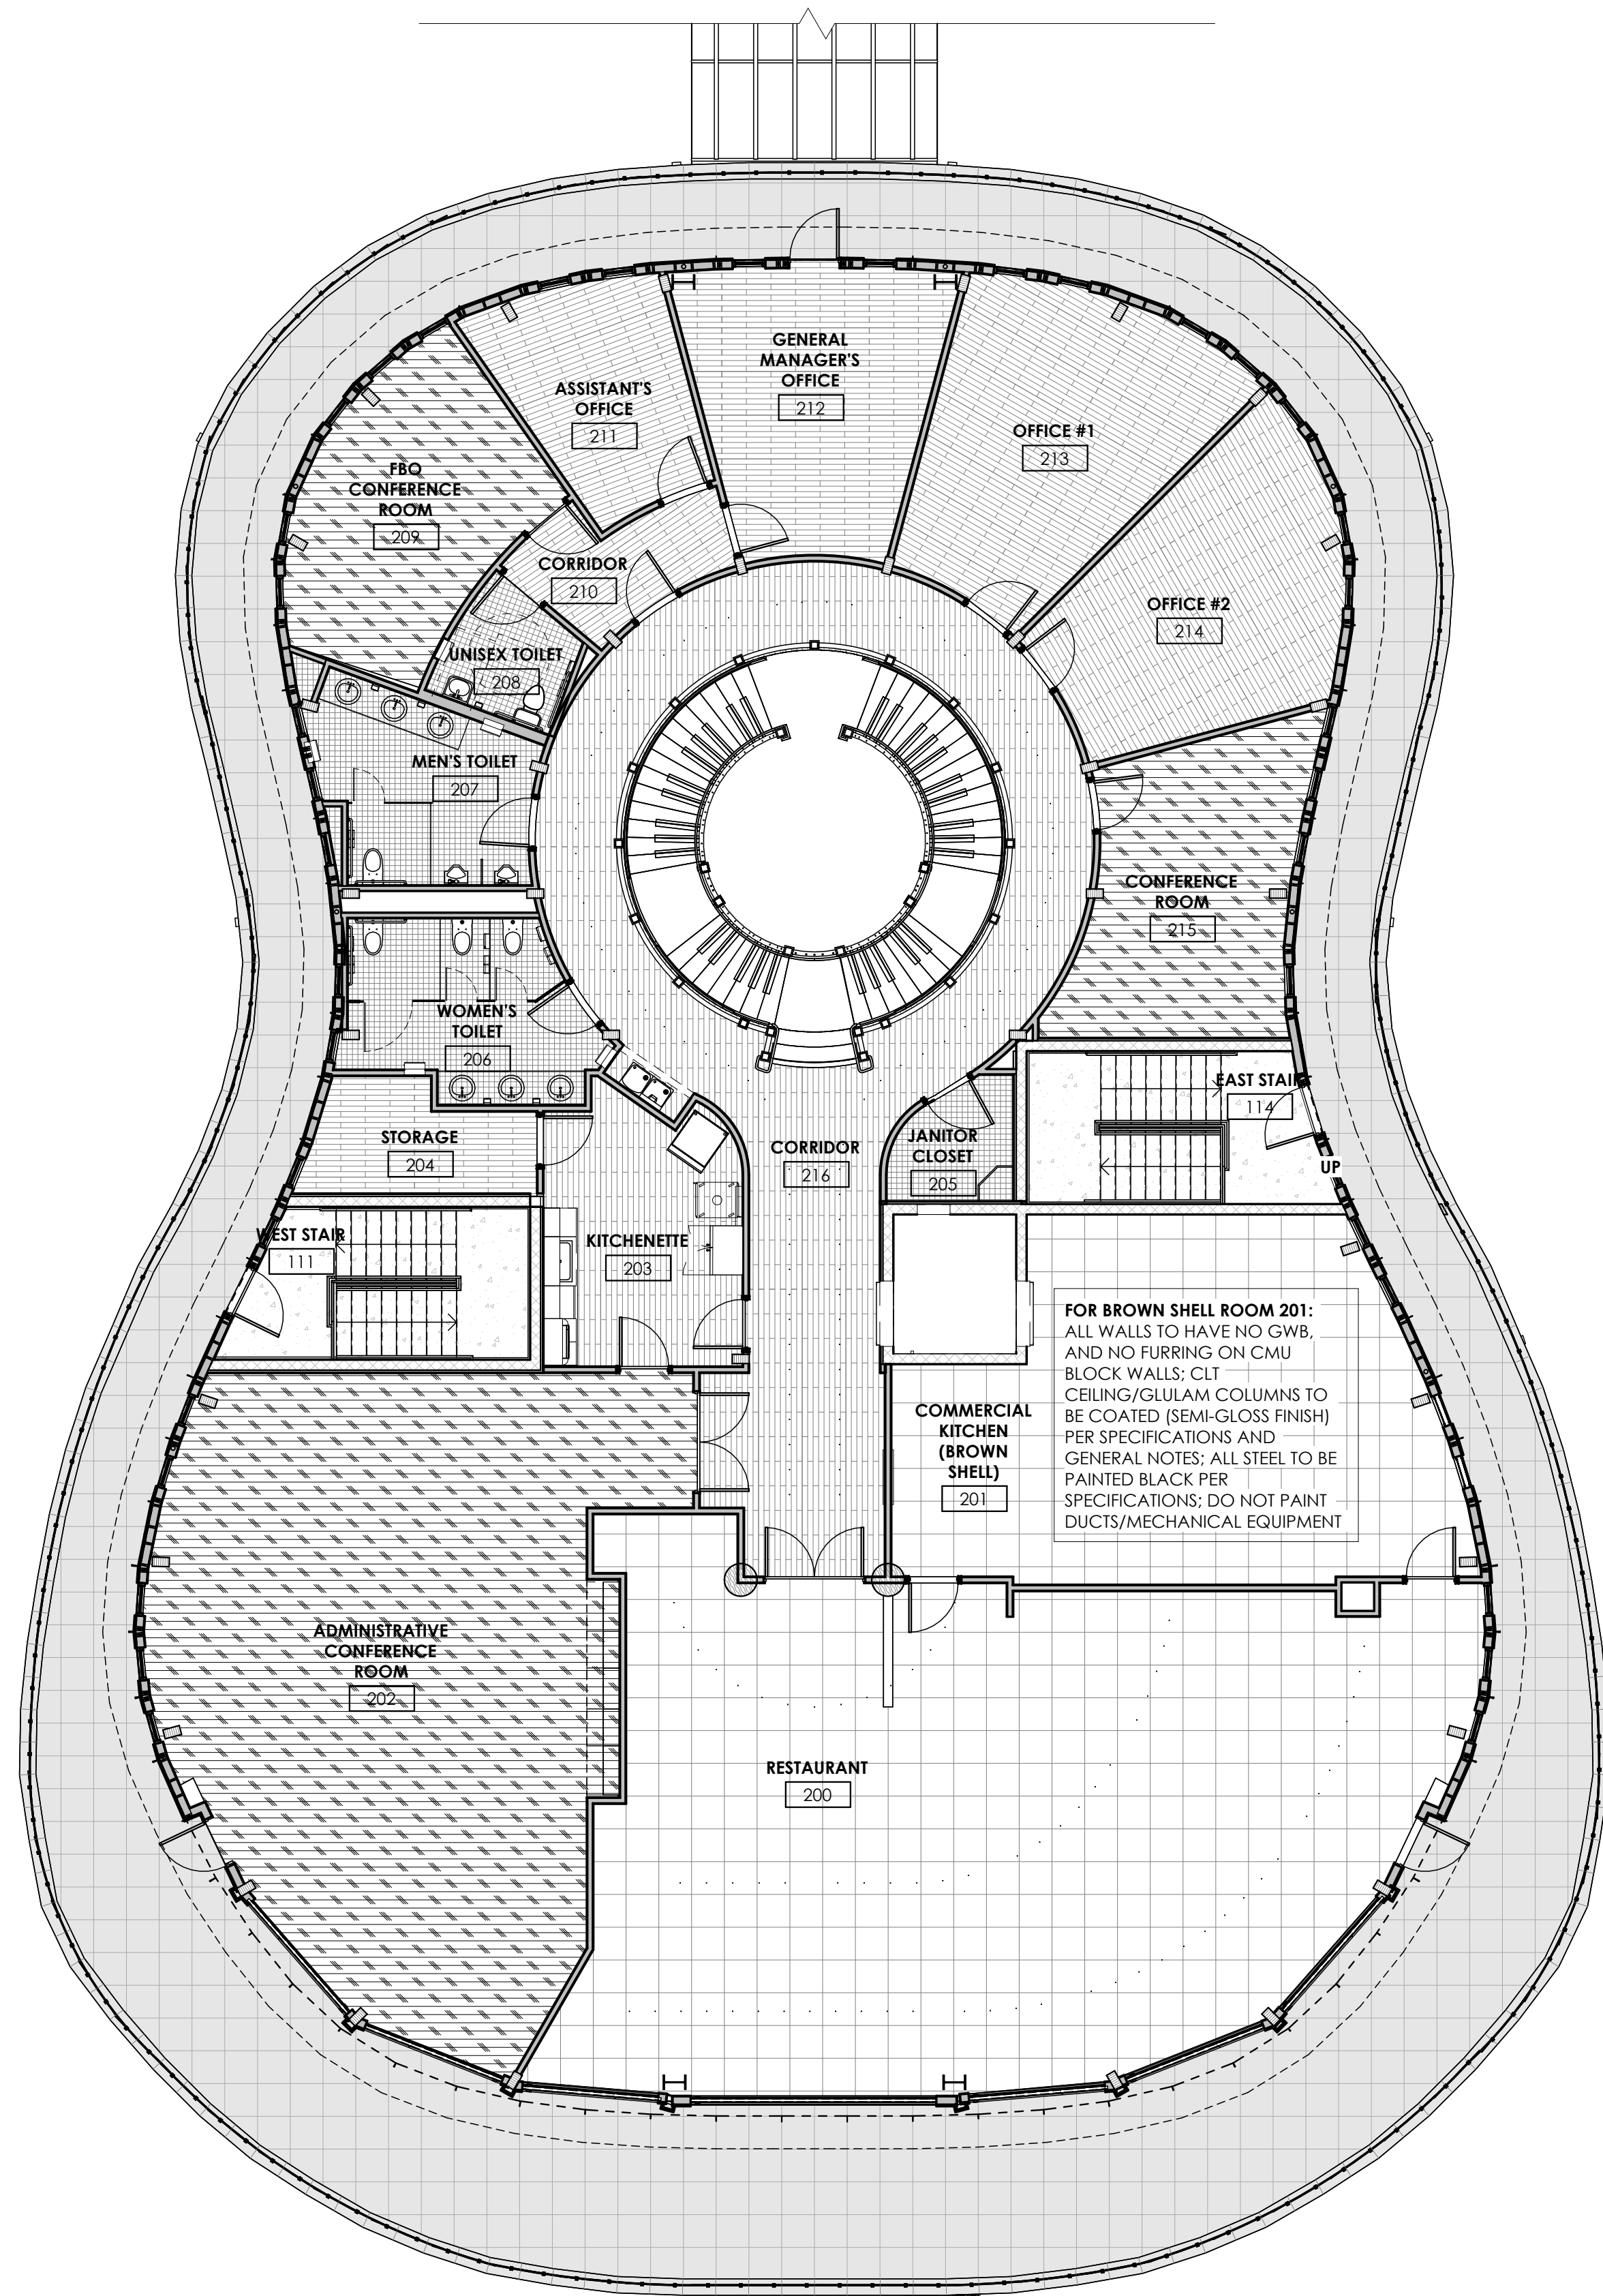 GENERAL
MANAGER'S
OFFICE
212
ASSISTANT'S
OFFICE
211
OFFICE #1
213
FBO
CONFERENCE
ROOM
209
CORRIDOR
210
OFFICE #2
214
UNISEX TOILET
208
MEN'S TOILET
207
CONFERENCE
ROOM
215
WOMEN'S
TOILET
206
EAST STAIR
114
UP
STORAGE
204
CORRIDOR
216
JANITOR
CLOSET
205
WEST STAIR
111
KITCHENETTE
203
FOR BROWN SHELL ROOM 201:
ALL WALLS TO HAVE NO GWB,
AND NO FURRING ON CMU
BLOCK WALLS; CLT
CEILING/GLULAM COLUMNS TO
BE COATED (SEMI-GLOSS FINISH)
PER SPECIFICATIONS AND
GENERAL NOTES; ALL STEEL TO BE
PAINTED BLACK PER
SPECIFICATIONS; DO NOT PAINT
DUCTS/MECHANICAL EQUIPMENT
COMMERCIAL
KITCHEN
(BROWN
SHELL)
201
ADMINISTRATIVE
CONFERENCE
ROOM
202
RESTAURANT
200